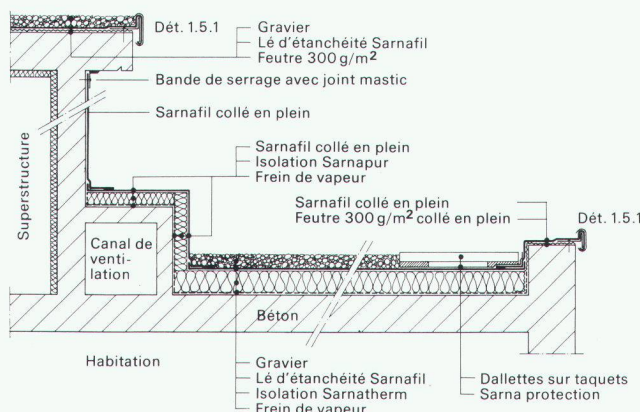 Dét. 1.5.1
Gravier
Lé d'étanchéité Sarnafil
Feutre 300 g/m²
Bande de serrage avec joint mastic
Sarnafil collé en plein
Superstructure
Sarnafil collé en plein
Isolation Sarnapur
Frein de vapeur
Sarnafil collé en plein
Feutre 300 g/m² collé en plein
Dét. 1.5.1
Canal de
venti-
lation
Béton
Habitation
Gravier
Lé d'étanchéité Sarnafil
Isolation Sarnatherm
Frein de vapeur
Dallettes sur taquets
Sarna protection